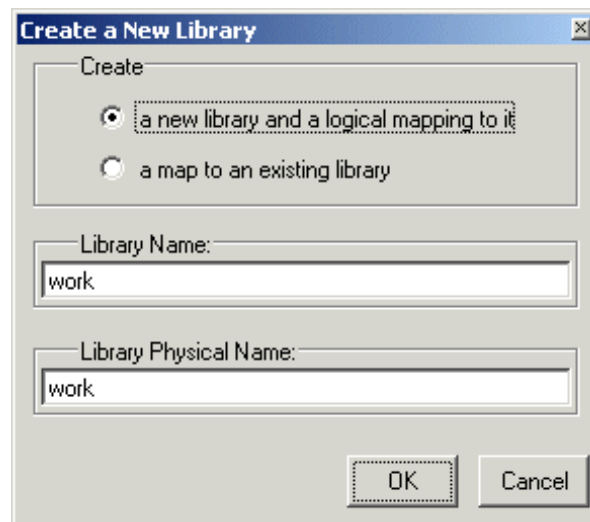 Create a New Library
Create
a new library and a logical mapping to it
a map to an existing library
Library Name:
work
Library Physical Name:
work
OK Cancel